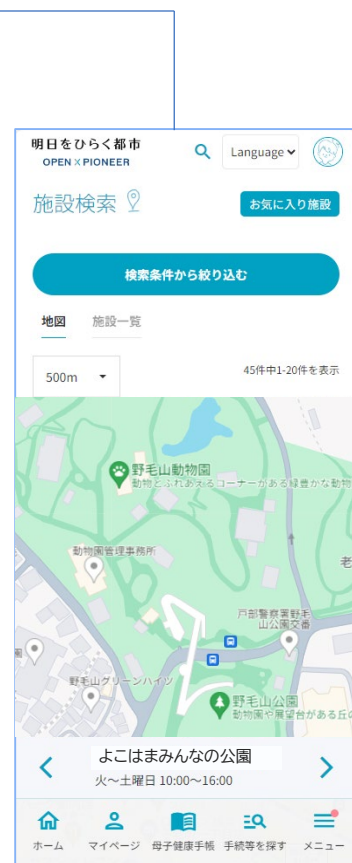 明日をひらく都市
OPEN X PIONEER
Language
施設検索
お気に入り施設
検索条件から絞り込む
地図 施設一覧
500m
45件中1-20件を表示
野毛山動物園
動物とふれあえるコーナーがある緑豊かな動物
動物園管理事務所
老
戸部警察署野毛
山公園交番
園
野毛山グリーンハイツ
野毛山公園
動物園や展望台がある丘の
よこはまみんなの公園
火～土曜日 10:00～16:00
ホーム マイページ 母子健康手帳 手続等を探す メニュー